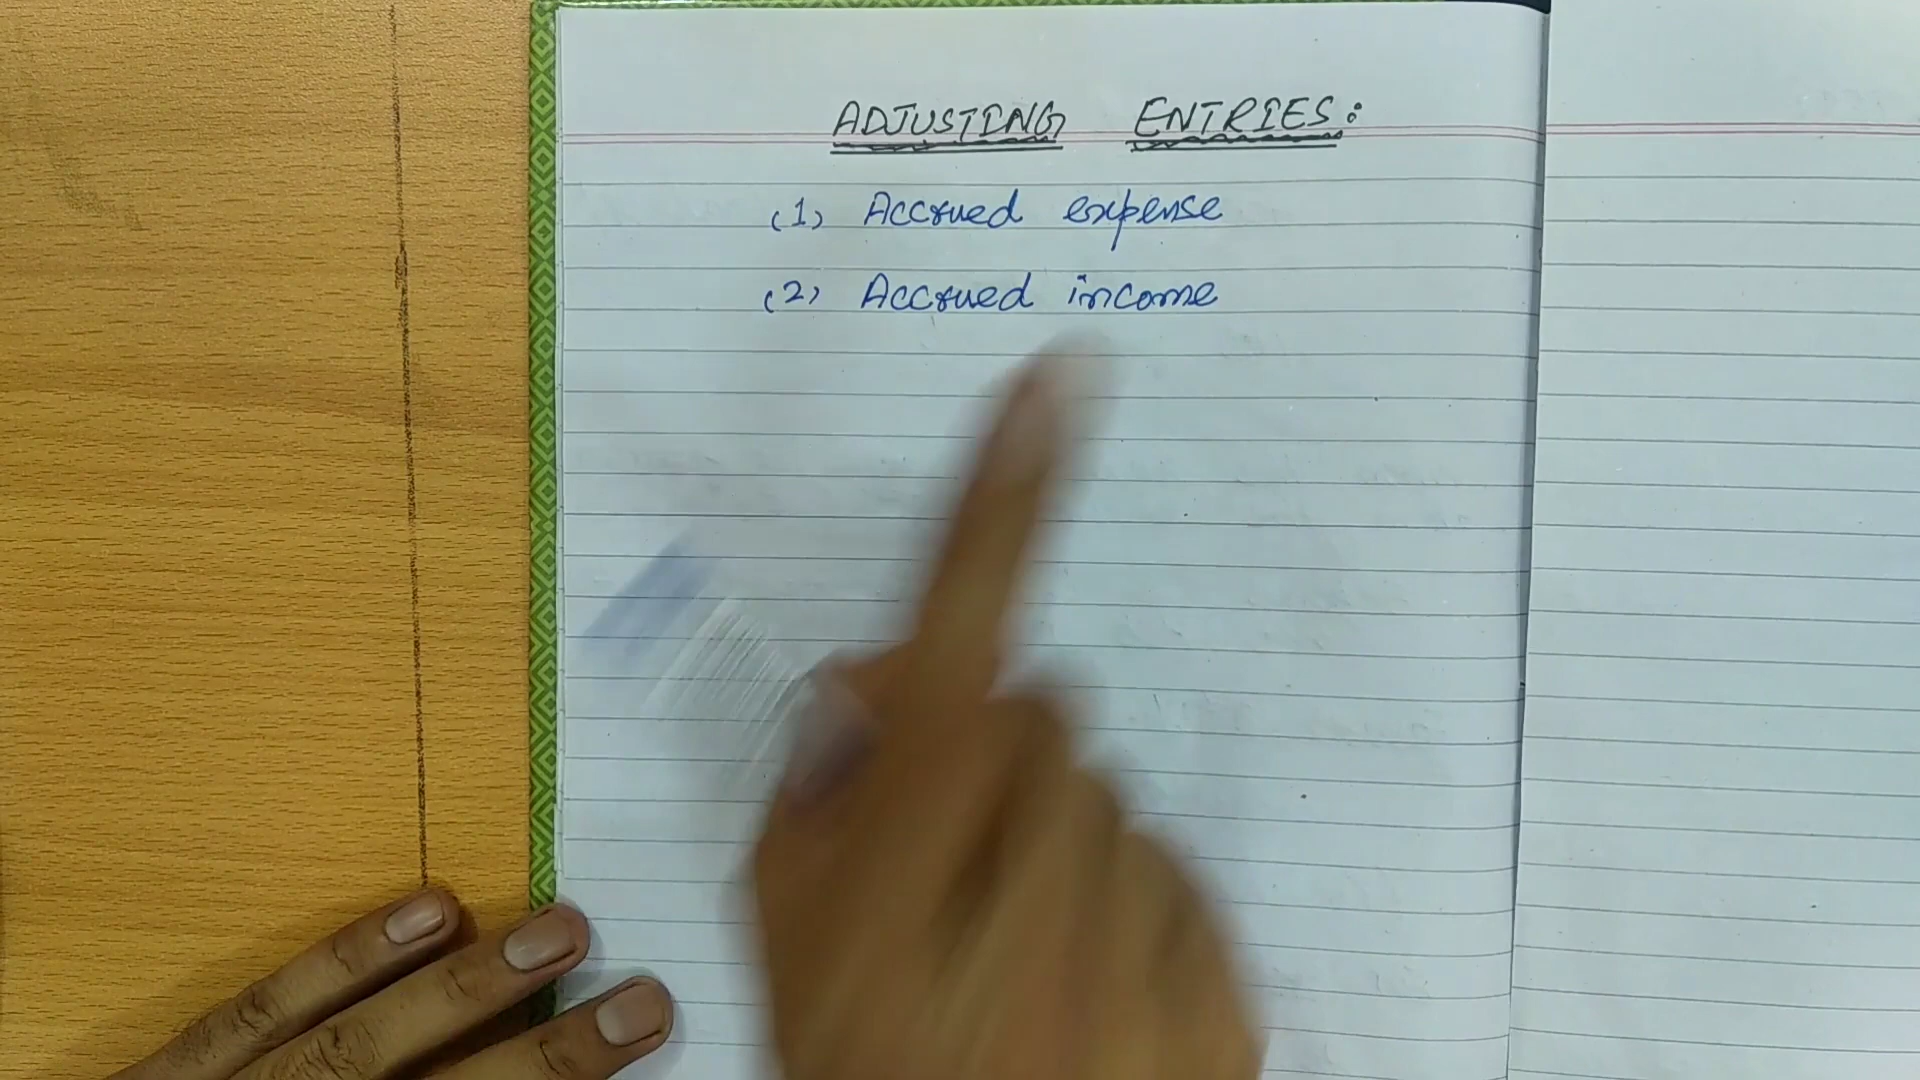 ADJUSTING ENTRIES:
(1) Accrued expense
(2) Accrued income